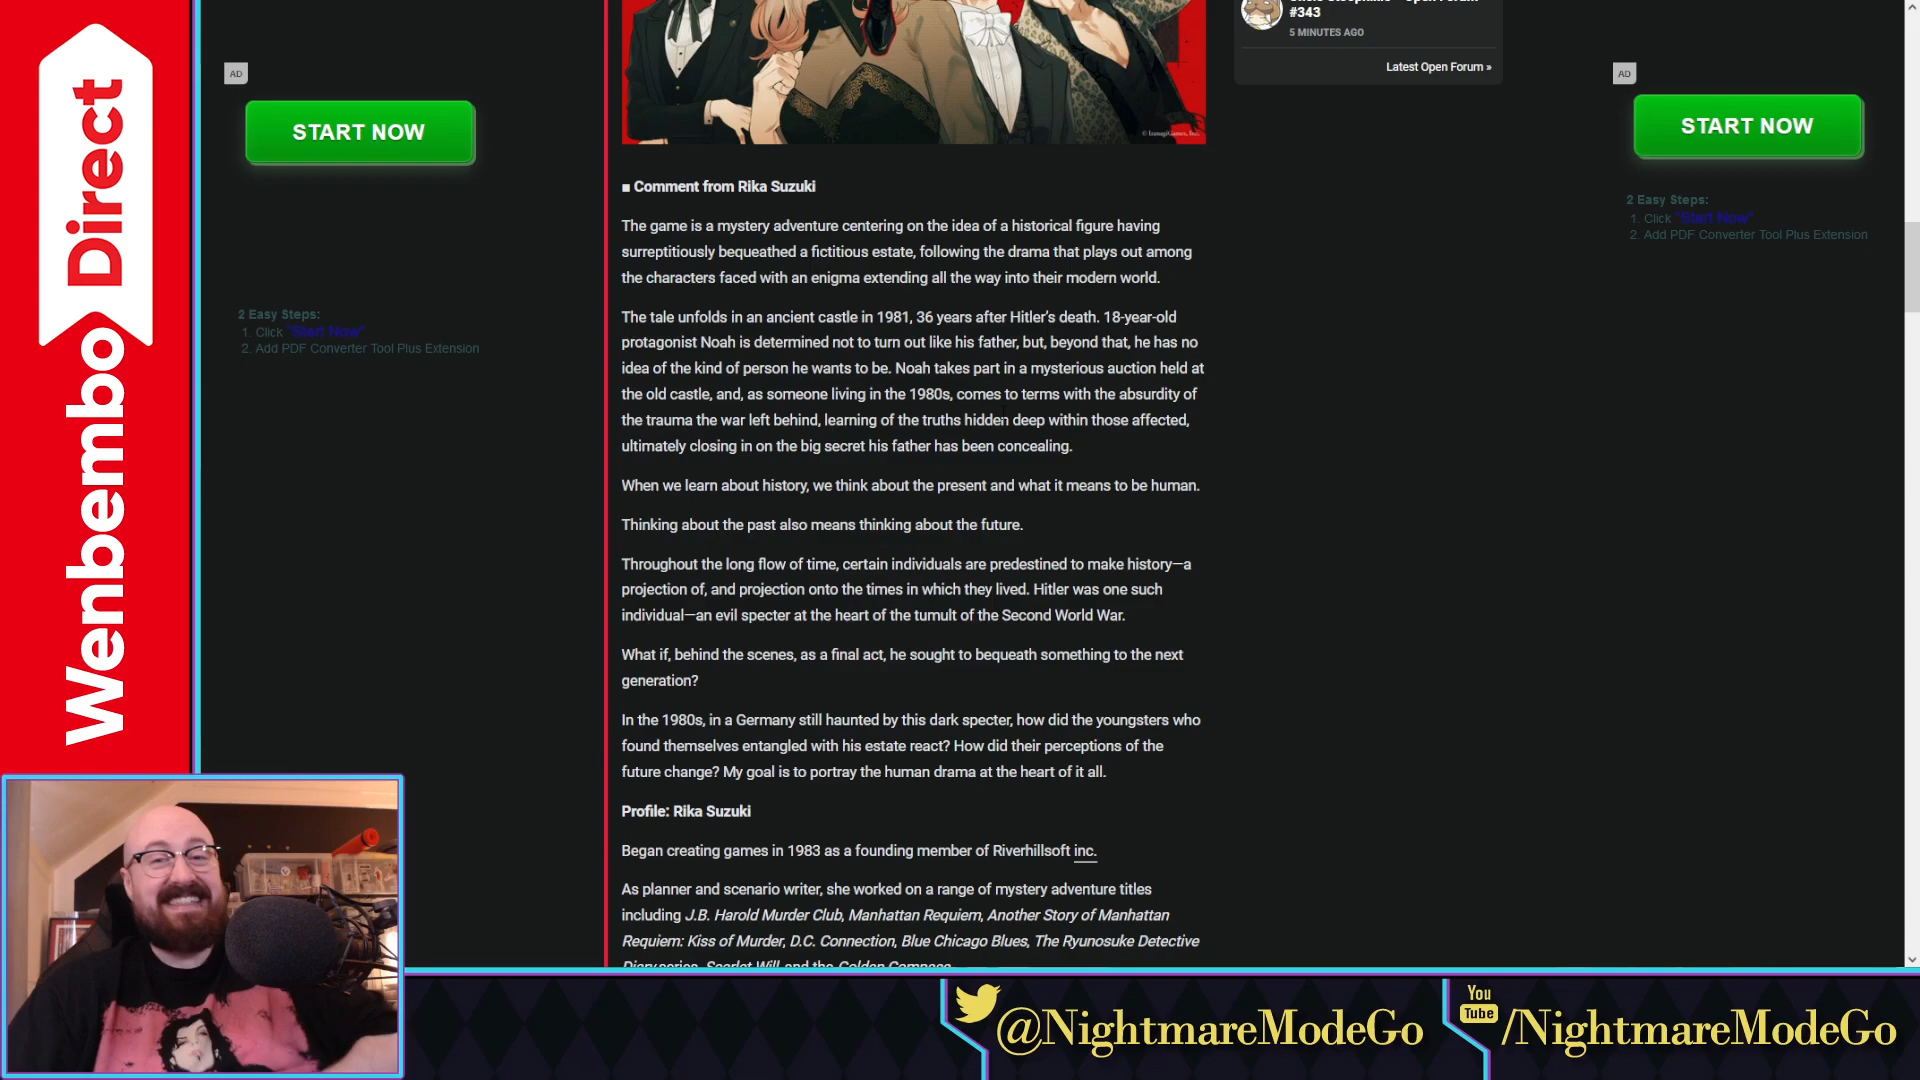 Wenbembo Direct
AD
START NOW
2 Easy Steps:
1. Click "Start Now"
2. Add PDF Converter Tool Plus Extension
© IzanagiGames, Inc.
■ Comment from Rika Suzuki
The game is a mystery adventure centering on the idea of a historical figure having
surreptitiously bequeathed a fictitious estate, following the drama that plays out among
the characters faced with an enigma extending all the way into their modern world.
The tale unfolds in an ancient castle in 1981, 36 years after Hitler's death. 18-year-old
protagonist Noah is determined not to turn out like his father, but, beyond that, he has no
idea of the kind of person he wants to be. Noah takes part in a mysterious auction held at
the old castle, and, as someone living in the 1980s, comes to terms with the absurdity of
the trauma the war left behind, learning of the truths hidden deep within those affected,
ultimately closing in on the big secret his father has been concealing.
When we learn about history, we think about the present and what it means to be human.
Thinking about the past also means thinking about the future.
Throughout the long flow of time, certain individuals are predestined to make history—a
projection of, and projection onto the times in which they lived. Hitler was one such
individual—an evil specter at the heart of the tumult of the Second World War.
What if, behind the scenes, as a final act, he sought to bequeath something to the next
generation?
In the 1980s, in a Germany still haunted by this dark specter, how did the youngsters who
found themselves entangled with his estate react? How did their perceptions of the
future change? My goal is to portray the human drama at the heart of it all.
Profile: Rika Suzuki
Began creating games in 1983 as a founding member of Riverhillsoft inc.
As planner and scenario writer, she worked on a range of mystery adventure titles
including J.B. Harold Murder Club, Manhattan Requiem, Another Story of Manhattan
Requiem: Kiss of Murder, D.C. Connection, Blue Chicago Blues, The Ryunosuke Detective
Diary series, Scarlet Will, and the Golden Compass
#343
5 MINUTES AGO
Latest Open Forum »
AD
START NOW
2 Easy Steps:
1. Click "Start Now"
2. Add PDF Converter Tool Plus Extension
@NightmareModeGo
You Tube /NightmareModeGo